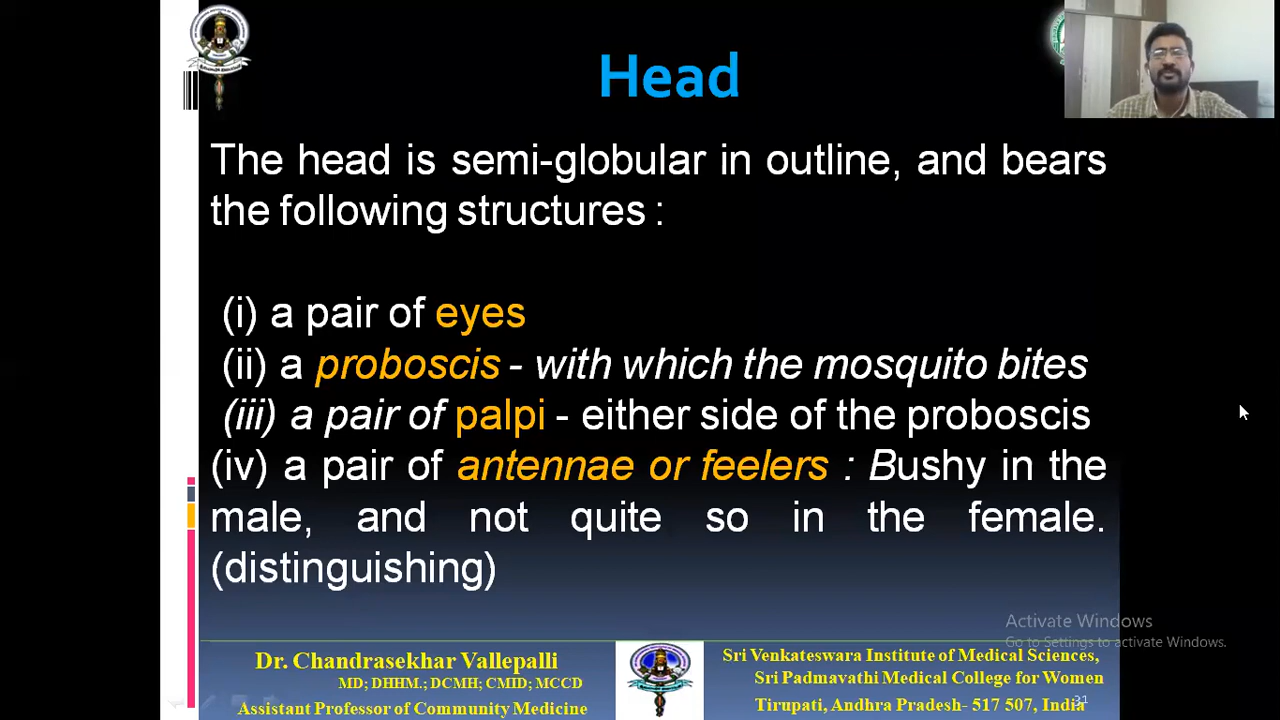 Head
The head is semi-globular in outline, and bears
the following structures :
(i) a pair of eyes
(ii) a proboscis - with which the mosquito bites
(iii) a pair of palpi - either side of the proboscis
(iv) a pair of antennae or feelers : Bushy in the
male, and not quite so in the female.
(distinguishing)
Activate Windows
Go to Settings to activate Windows.
Dr. Chandrasekhar Vallepalli
MD; DHHM.; DCMH; CMID; MCCD
Assistant Professor of Community Medicine
Sri Venkateswara Institute of Medical Sciences,
Sri Padmavathi Medical College for Women
Tirupati, Andhra Pradesh- 517 507, India
31